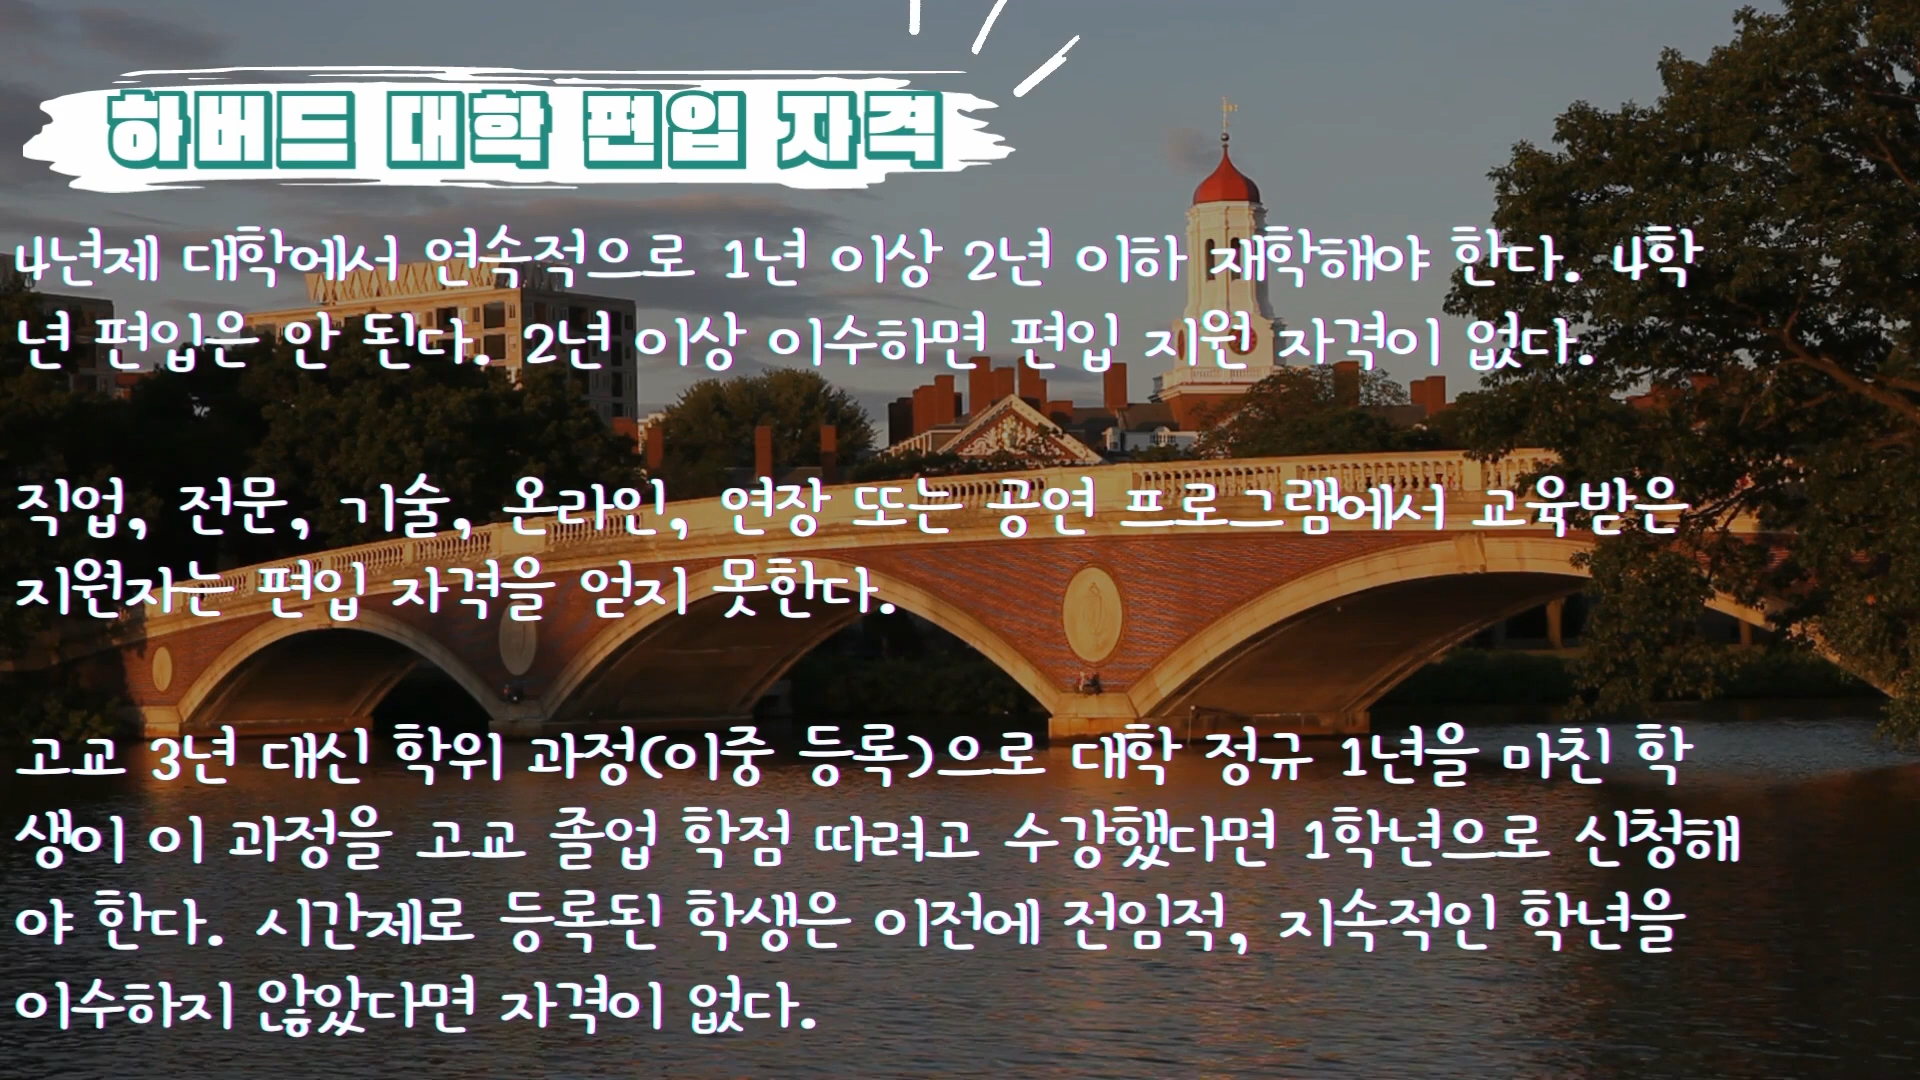 하버드 대학 편입 자격
4년제 대학에서 연속적으로 1년 이상 2년 이하 재학해야 한다. 4학
년 편입은 안 된다. 2년 이상 이수하면 편입 지원 자격이 없다.
직업, 전문, 기술, 온라인, 연장 또는 공연 프로그램에서 교육받은
지원자는 편입 자격을 얻지 못한다.
고교 3년 대신 학위 과정(이중 등록)으로 대학 정규 1년을 마친 학
생이 이 과정을 고교 졸업 학점 따려고 수강했다면 1학년으로 신청해
야 한다. 시간제로 등록된 학생은 이전에 전임적, 지속적인 학년을
이수하지 않았다면 자격이 없다.